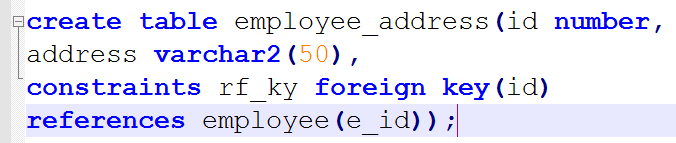 create table employee_address(id number,
address varchar2(50),
constraints rf_ky foreign key(id)
references employee(e_id));